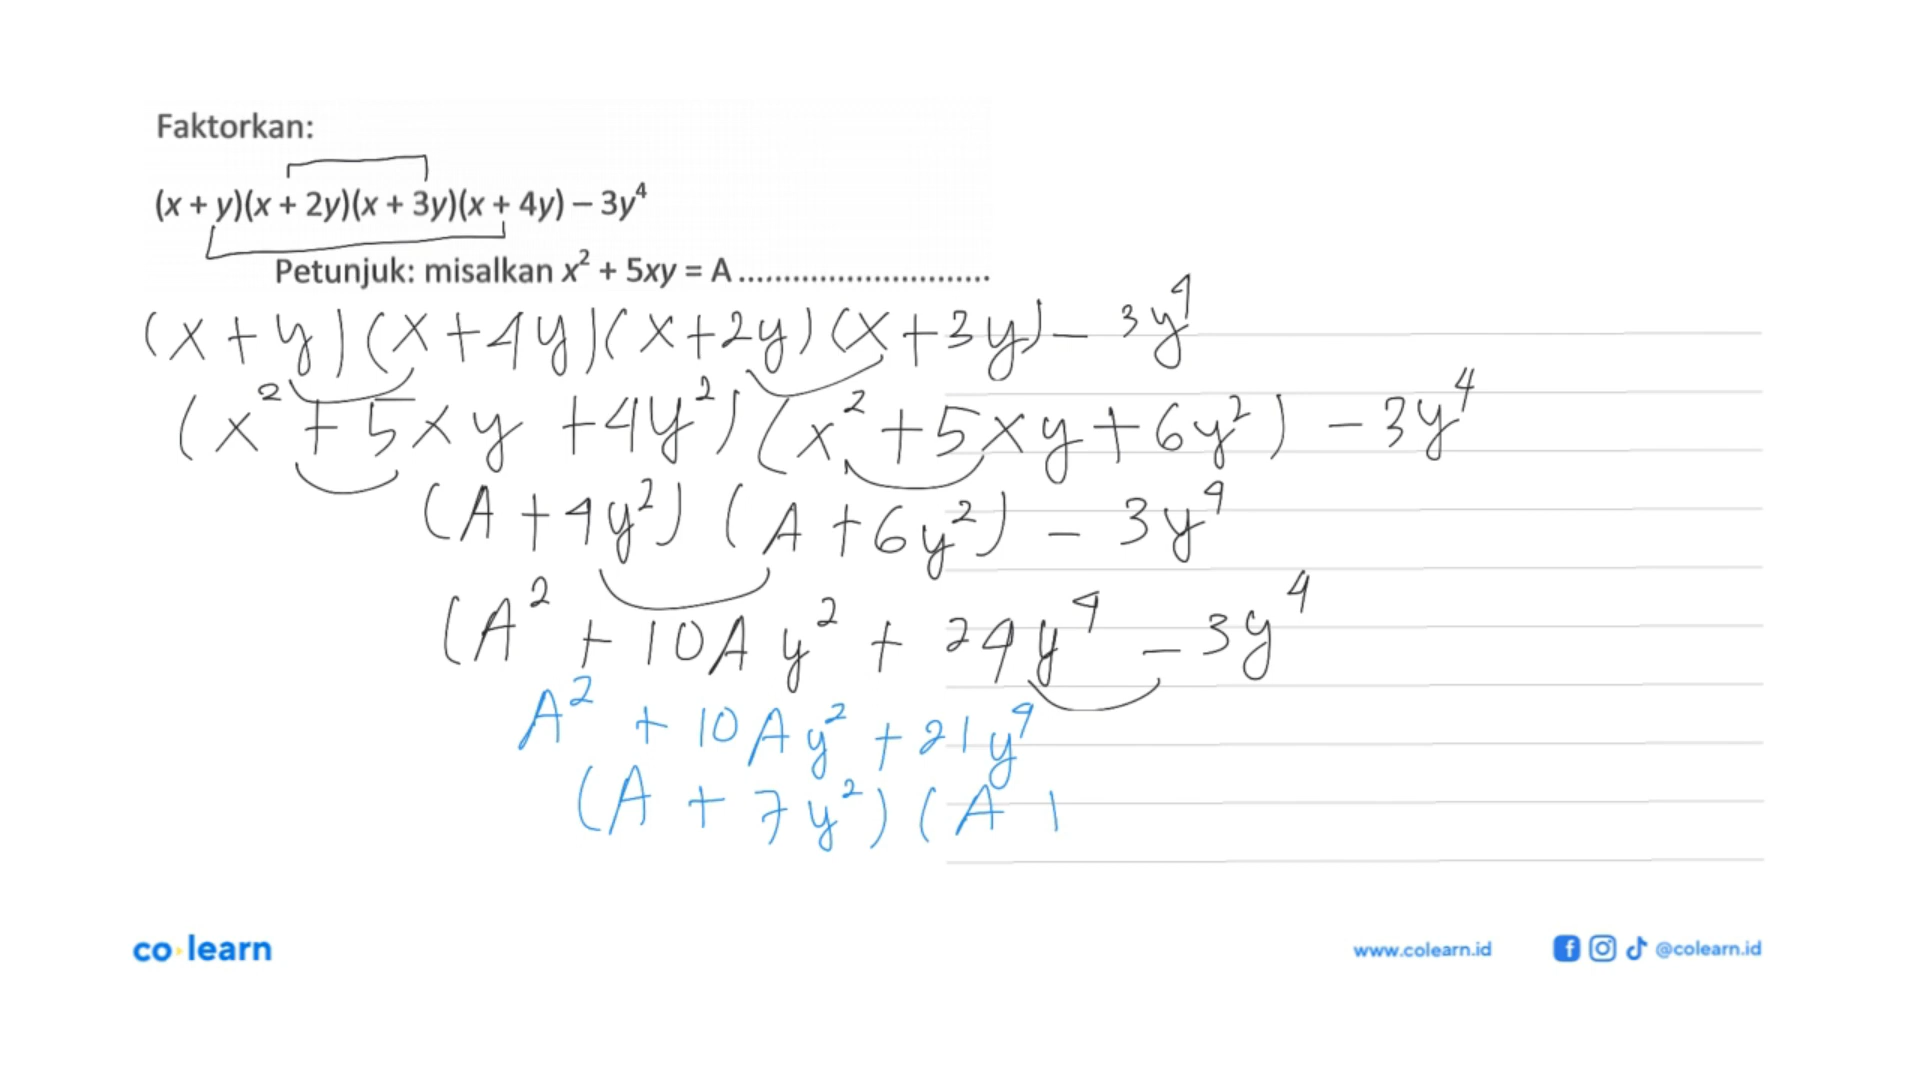 Faktorkan:
(x + y)(x + 2y)(x + 3y)(x + 4y) – 3y⁴
Petunjuk: misalkan x² + 5xy = A ............................
(x+y)(x+4y)(x+2y)(x+3y) – 3y⁴
(x² + 5xy + 4y²)(x² + 5xy + 6y²) – 3y⁴
(A + 4y²) (A + 6y²) – 3y⁴
(A² + 10Ay² + 24y⁴ – 3y⁴
A² + 10Ay² + 21y⁴
(A + 7y²) (A
co learn
www.colearn.id
@colearn.id